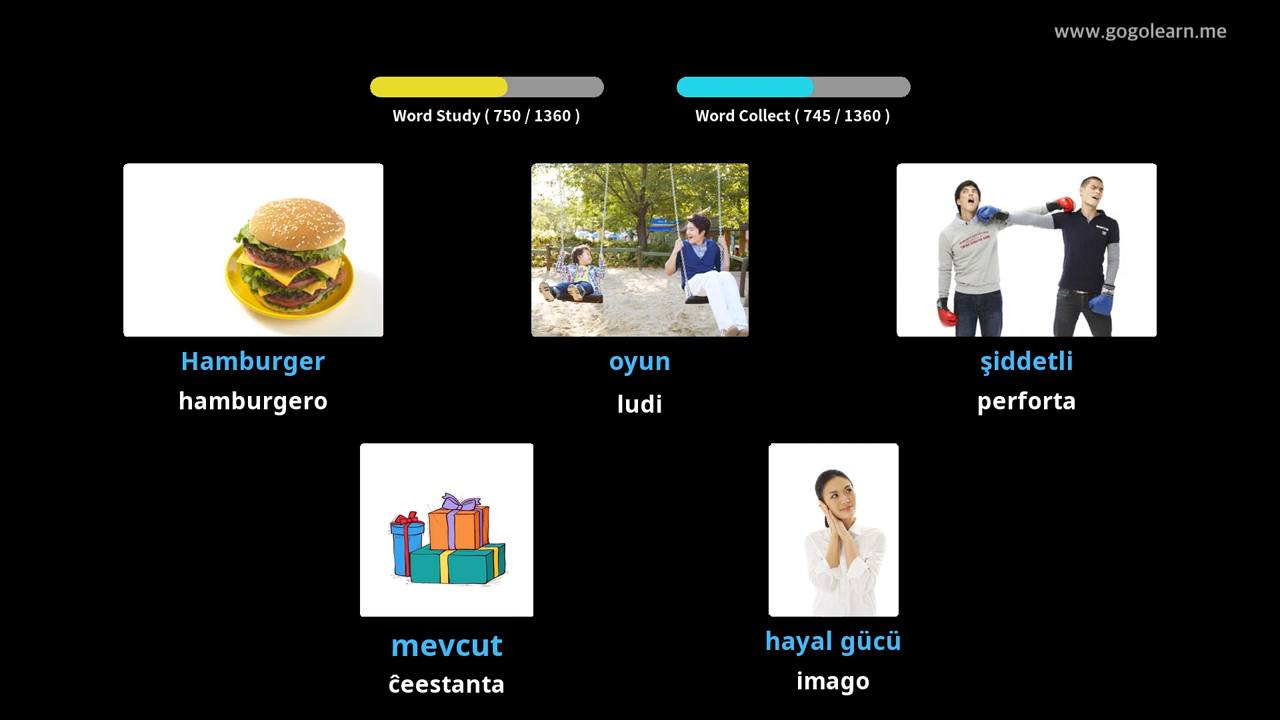 www.gogolearn.me
Word Study ( 750 / 1360 )
Word Collect ( 745 / 1360 )
Hamburger
hamburgero
oyun
ludi
şiddetli
perforta
mevcut
ĉeestanta
hayal gücü
imago